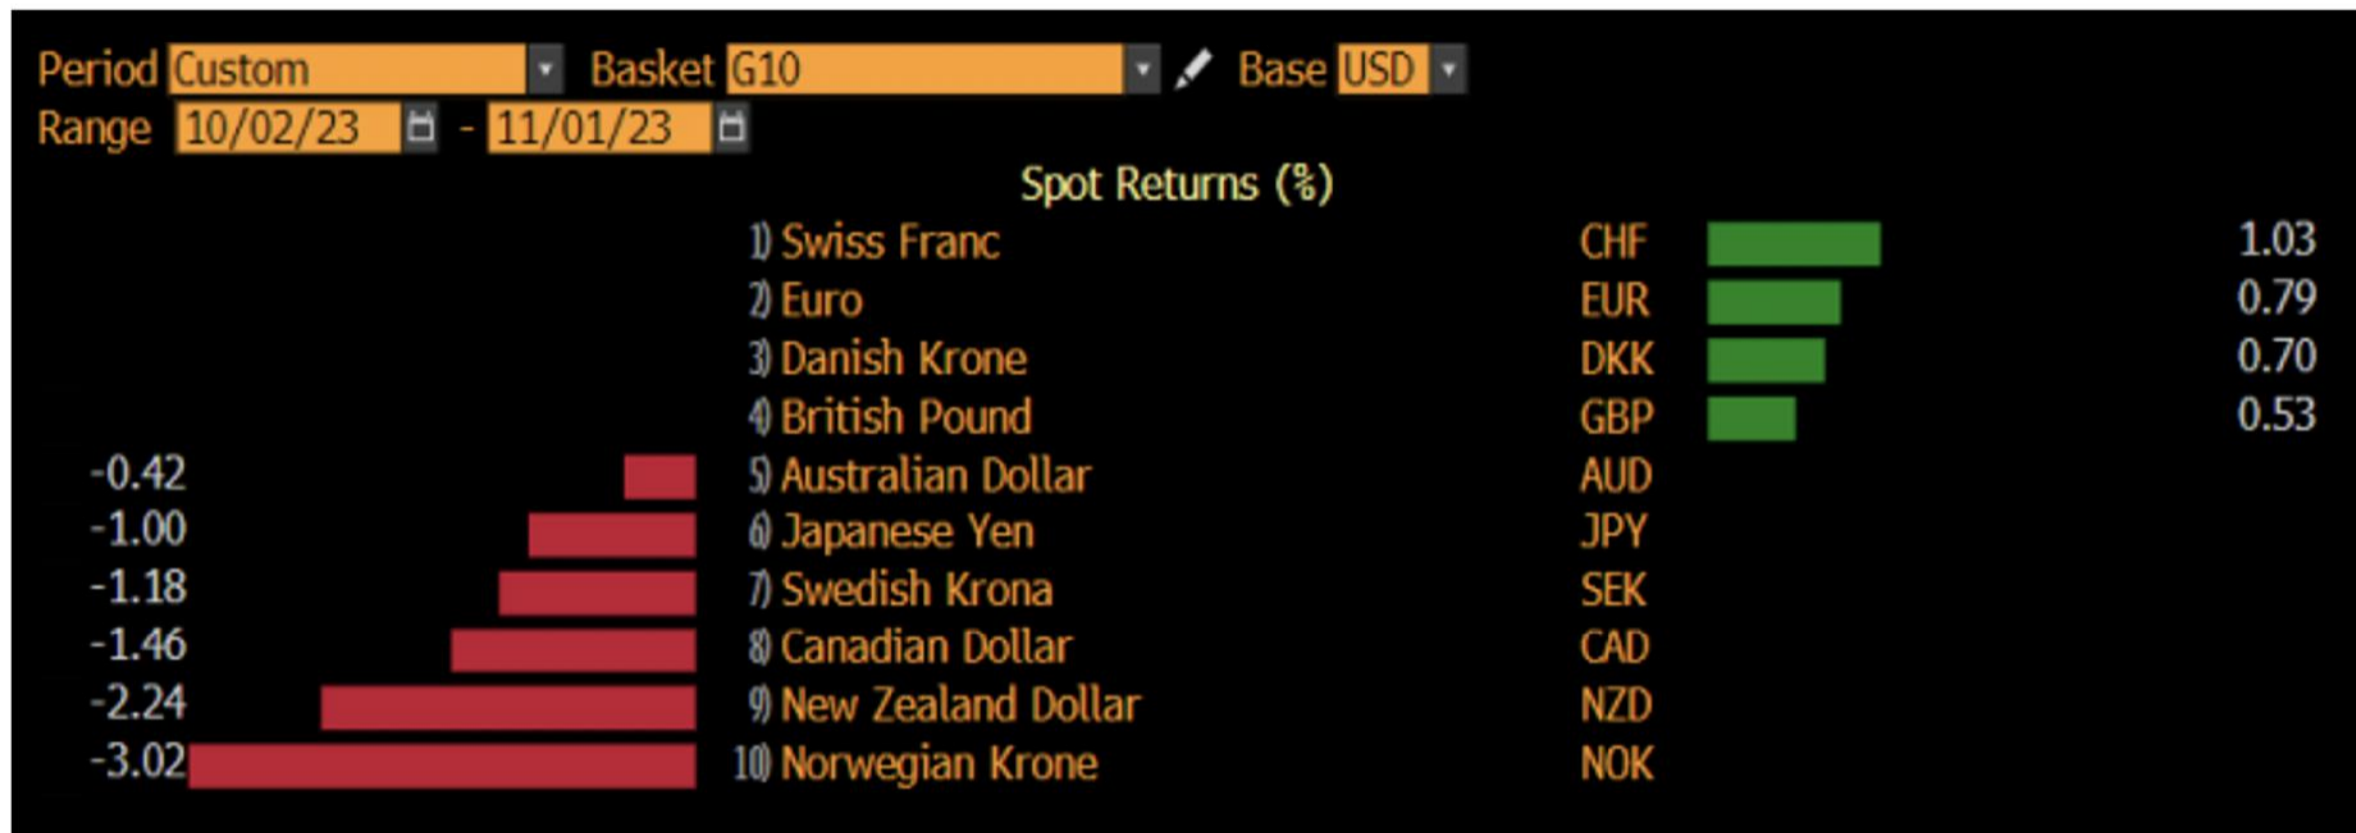 Period Custom Basket G10 Base USD
Range 10/02/23 - 11/01/23
Spot Returns (%)
1) Swiss Franc CHF 1.03
2) Euro EUR 0.79
3) Danish Krone DKK 0.70
4) British Pound GBP 0.53
-0.42 5) Australian Dollar AUD
-1.00 6) Japanese Yen JPY
-1.18 7) Swedish Krona SEK
-1.46 8) Canadian Dollar CAD
-2.24 9) New Zealand Dollar NZD
-3.02 10) Norwegian Krone NOK